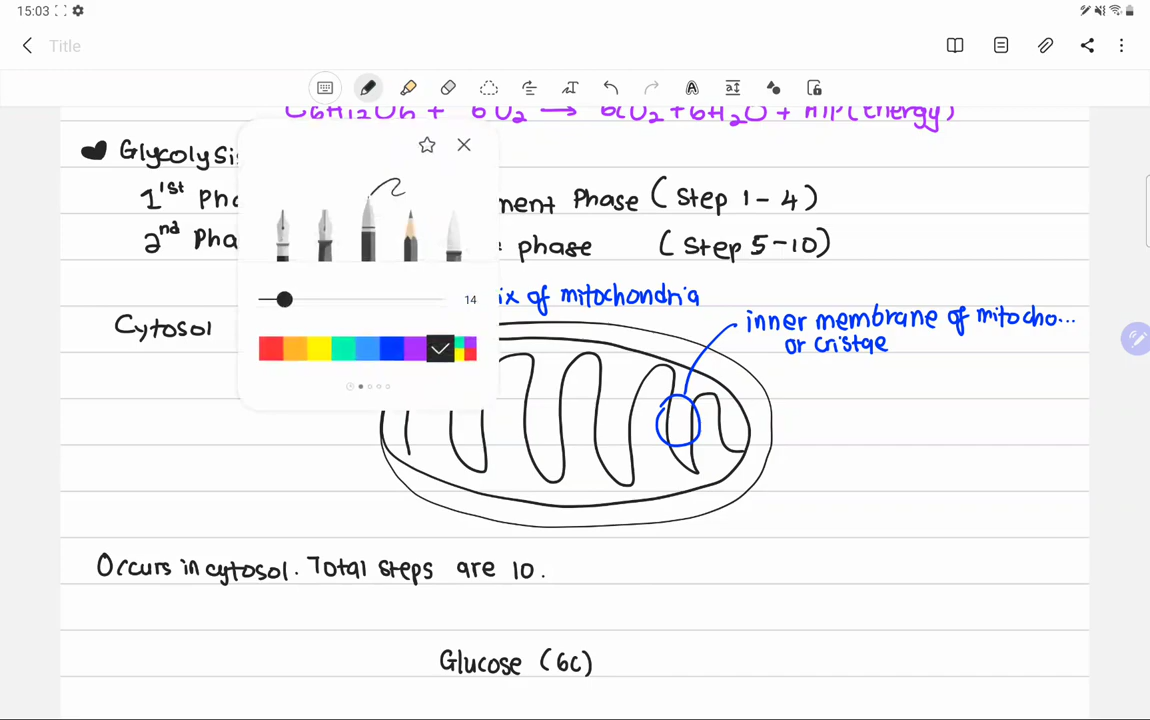 15:03
Title
C6H12O6 + 6O2 → 6CO2 + 6H2O + ATP (energy)
Glycolysis
1st Pha ment Phase (Step 1-4)
2nd Pha phase (Step 5-10)
14
ix of mitochondria
Cytosol
inner membrane of mitocho...
or cristae
Occurs in cytosol. Total steps are 10.
Glucose (6C)